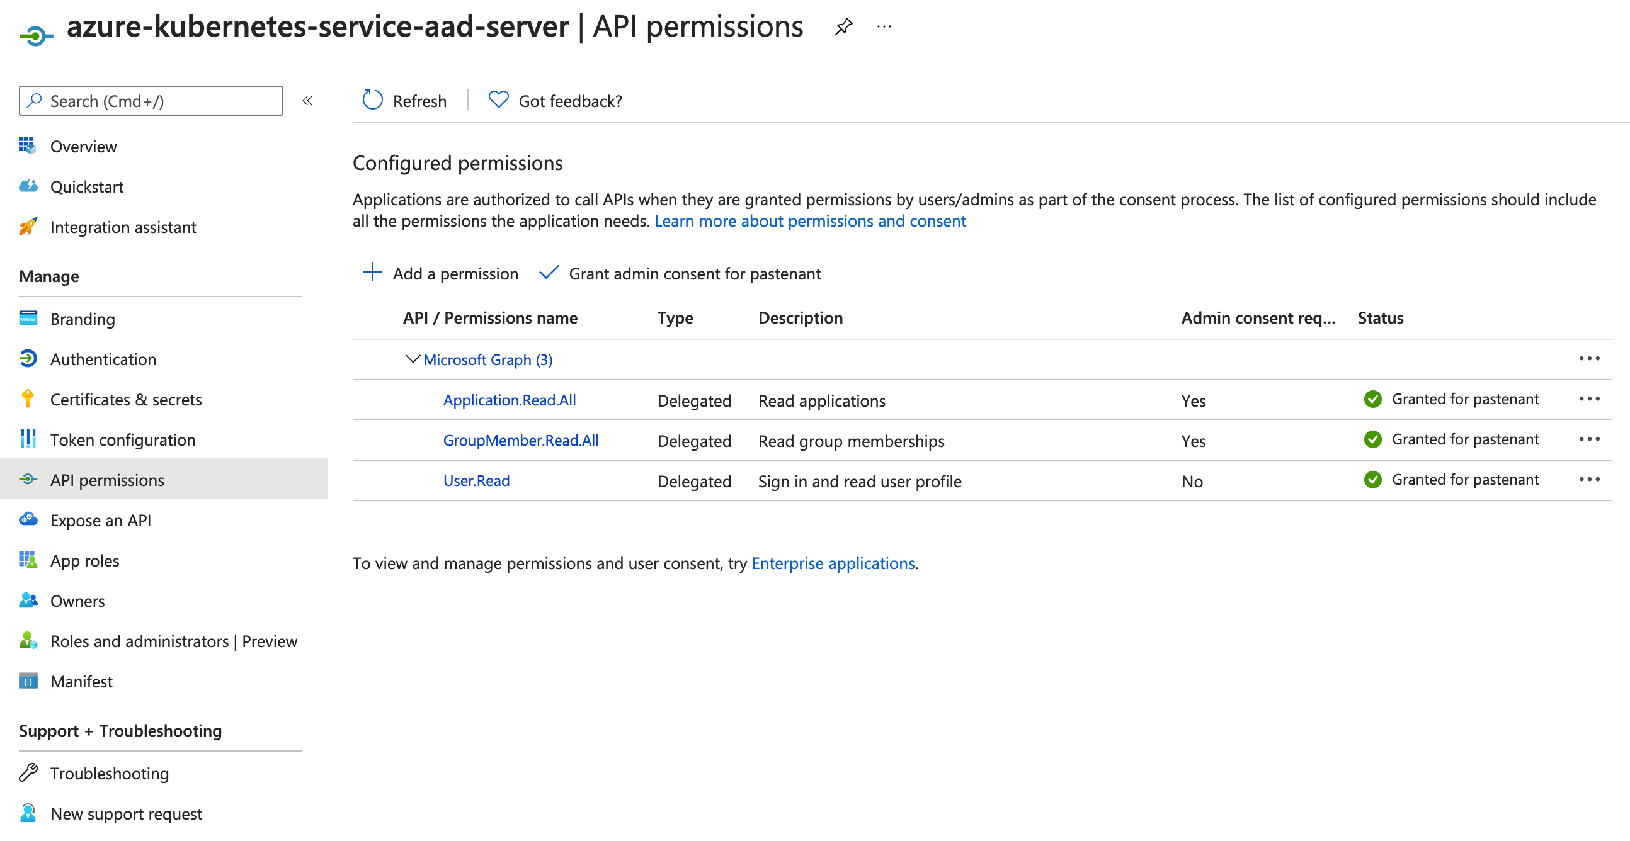 azure-kubernetes-service-aad-server | API permissions
Search (Cmd+/)
Refresh
Got feedback?
Overview
Quickstart
Integration assistant
Manage
Branding
Authentication
Certificates & secrets
Token configuration
API permissions
Expose an API
App roles
Owners
Roles and administrators | Preview
Manifest
Support + Troubleshooting
Troubleshooting
New support request
Configured permissions
Applications are authorized to call APIs when they are granted permissions by users/admins as part of the consent process. The list of configured permissions should include
all the permissions the application needs. Learn more about permissions and consent
Add a permission
Grant admin consent for pastenant
API / Permissions name Type Description Admin consent req... Status
Microsoft Graph (3)
Application.Read.All Delegated Read applications Yes Granted for pastenant
GroupMember.Read.All Delegated Read group memberships Yes Granted for pastenant
User.Read Delegated Sign in and read user profile No Granted for pastenant
To view and manage permissions and user consent, try Enterprise applications.